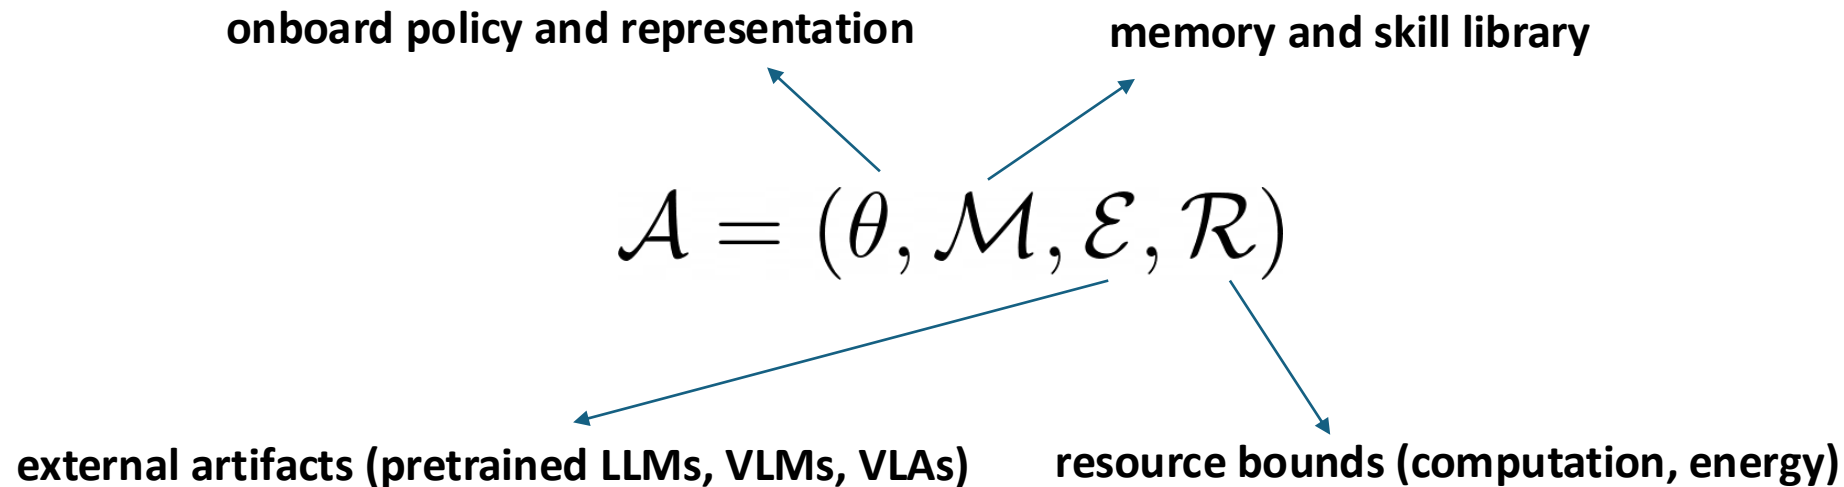 onboard policy and representation
memory and skill library
𝒜 = (θ, ℳ, ℰ, ℛ)
external artifacts (pretrained LLMs, VLMs, VLAs)
resource bounds (computation, energy)